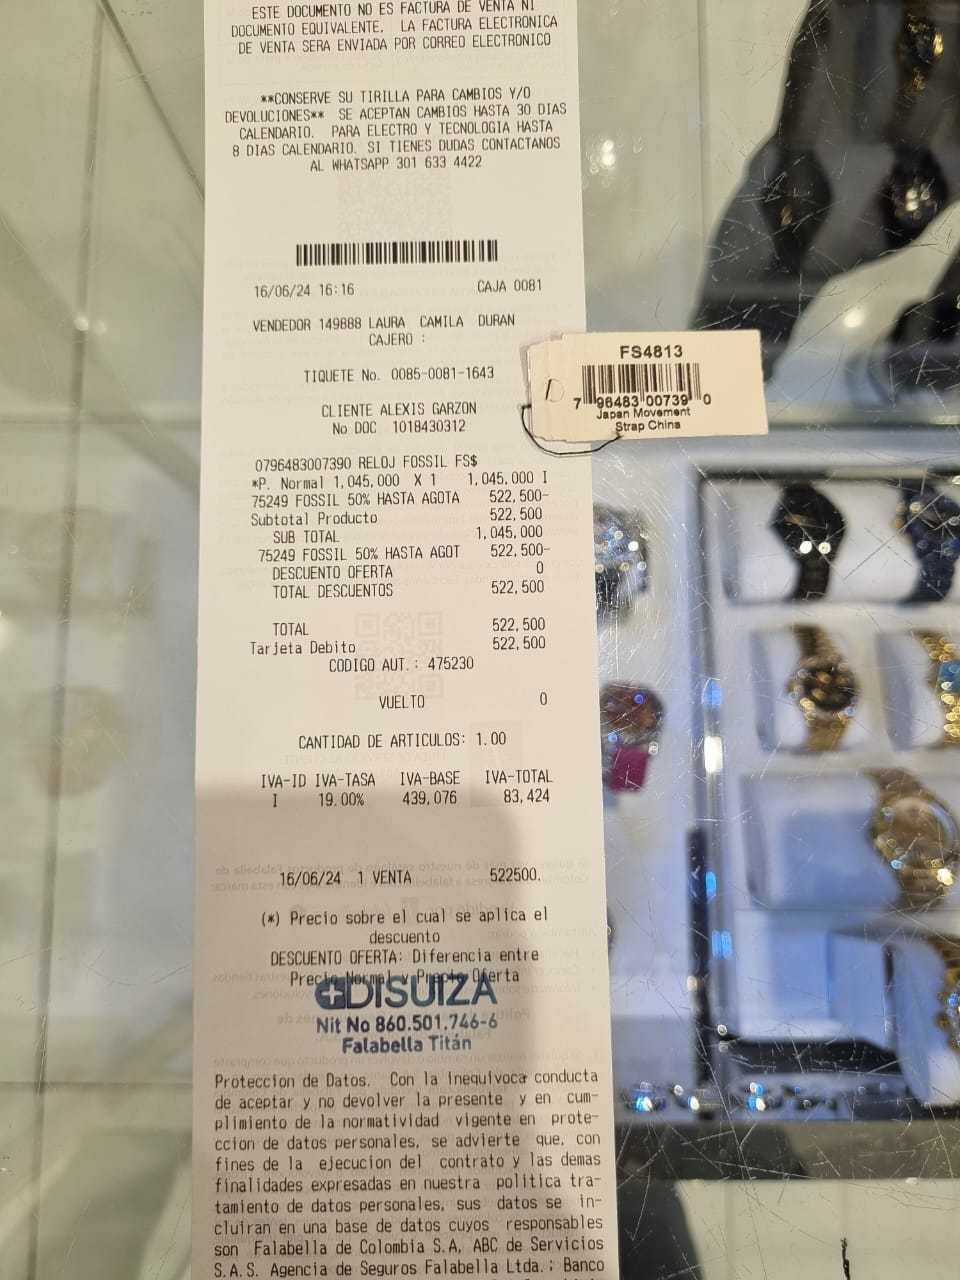 ESTE DOCUMENTO NO ES FACTURA DE VENTA NI
DOCUMENTO EQUIVALENTE, LA FACTURA ELECTRONICA
DE VENTA SERA ENVIADA POR CORREO ELECTRONICO
**CONSERVE SU TIRILLA PARA CAMBIOS Y/O
DEVOLUCIONES** SE ACEPTAN CAMBIOS HASTA 30 DIAS
CALENDARIO. PARA ELECTRO Y TECNOLOGIA HASTA
8 DIAS CALENDARIO. SI TIENES DUDAS CONTACTANOS
AL WHATSAPP 301 633 4422
16/06/24 16:16 CAJA 0081
VENDEDOR 149888 LAURA CAMILA DURAN
CAJERO :
TIQUETE No. 0085-0081-1643
CLIENTE ALEXIS GARZON
No DOC 1018430312
0796483007390 RELOJ FOSSIL FS$
*P. Normal 1,045,000 X 1 1,045,000 I
75249 FOSSIL 50% HASTA AGOTA 522,500-
Subtotal Producto 522,500
SUB TOTAL 1,045,000
75249 FOSSIL 50% HASTA AGOT 522,500-
DESCUENTO OFERTA 0
TOTAL DESCUENTOS 522,500
TOTAL 522,500
Tarjeta Debito 522,500
CODIGO AUT.: 475230
VUELTO 0
CANTIDAD DE ARTICULOS: 1.00
IVA-ID IVA-TASA IVA-BASE IVA-TOTAL
I 19.00% 439,076 83,424
16/06/24 1 VENTA 522500.
(*) Precio sobre el cual se aplica el
descuento
DESCUENTO OFERTA: Diferencia entre
Precio Normal y Precio Oferta
DISUIZA
Nit No 860.501.746-6
Falabella Titán
Proteccion de Datos. Con la inequivoca conducta
de aceptar y no devolver la presente y en cum-
plimiento de la normatividad vigente en prote-
ccion de datos personales, se advierte que, con
fines de la ejecucion del contrato y las demas
finalidades expresadas en nuestra politica tra-
tamiento de datos personales, sus datos se in-
cluiran en una base de datos cuyos responsables
son Falabella de Colombia S.A, ABC de Servicios
S.A.S. Agencia de Seguros Falabella Ltda.; Banco
FS4813
7 96483 00739 0
Japan Movement
Strap China
D